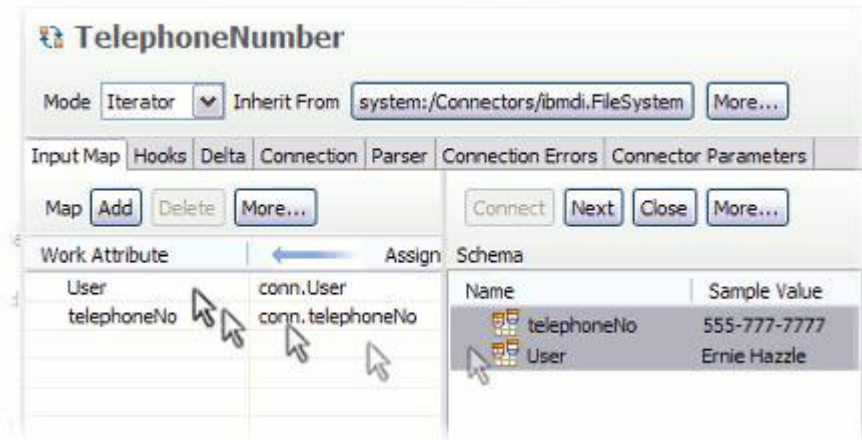 TelephoneNumber
Mode Iterator Inherit From system:/Connectors/ibmdi.FileSystem More...
Input Map Hooks Delta Connection Parser Connection Errors Connector Parameters
Map Add Delete More... Connect Next Close More...
Work Attribute Assign Schema
User conn.User Name Sample Value
telephoneNo conn.telephoneNo telephoneNo 555-777-7777
User Ernie Hazzle